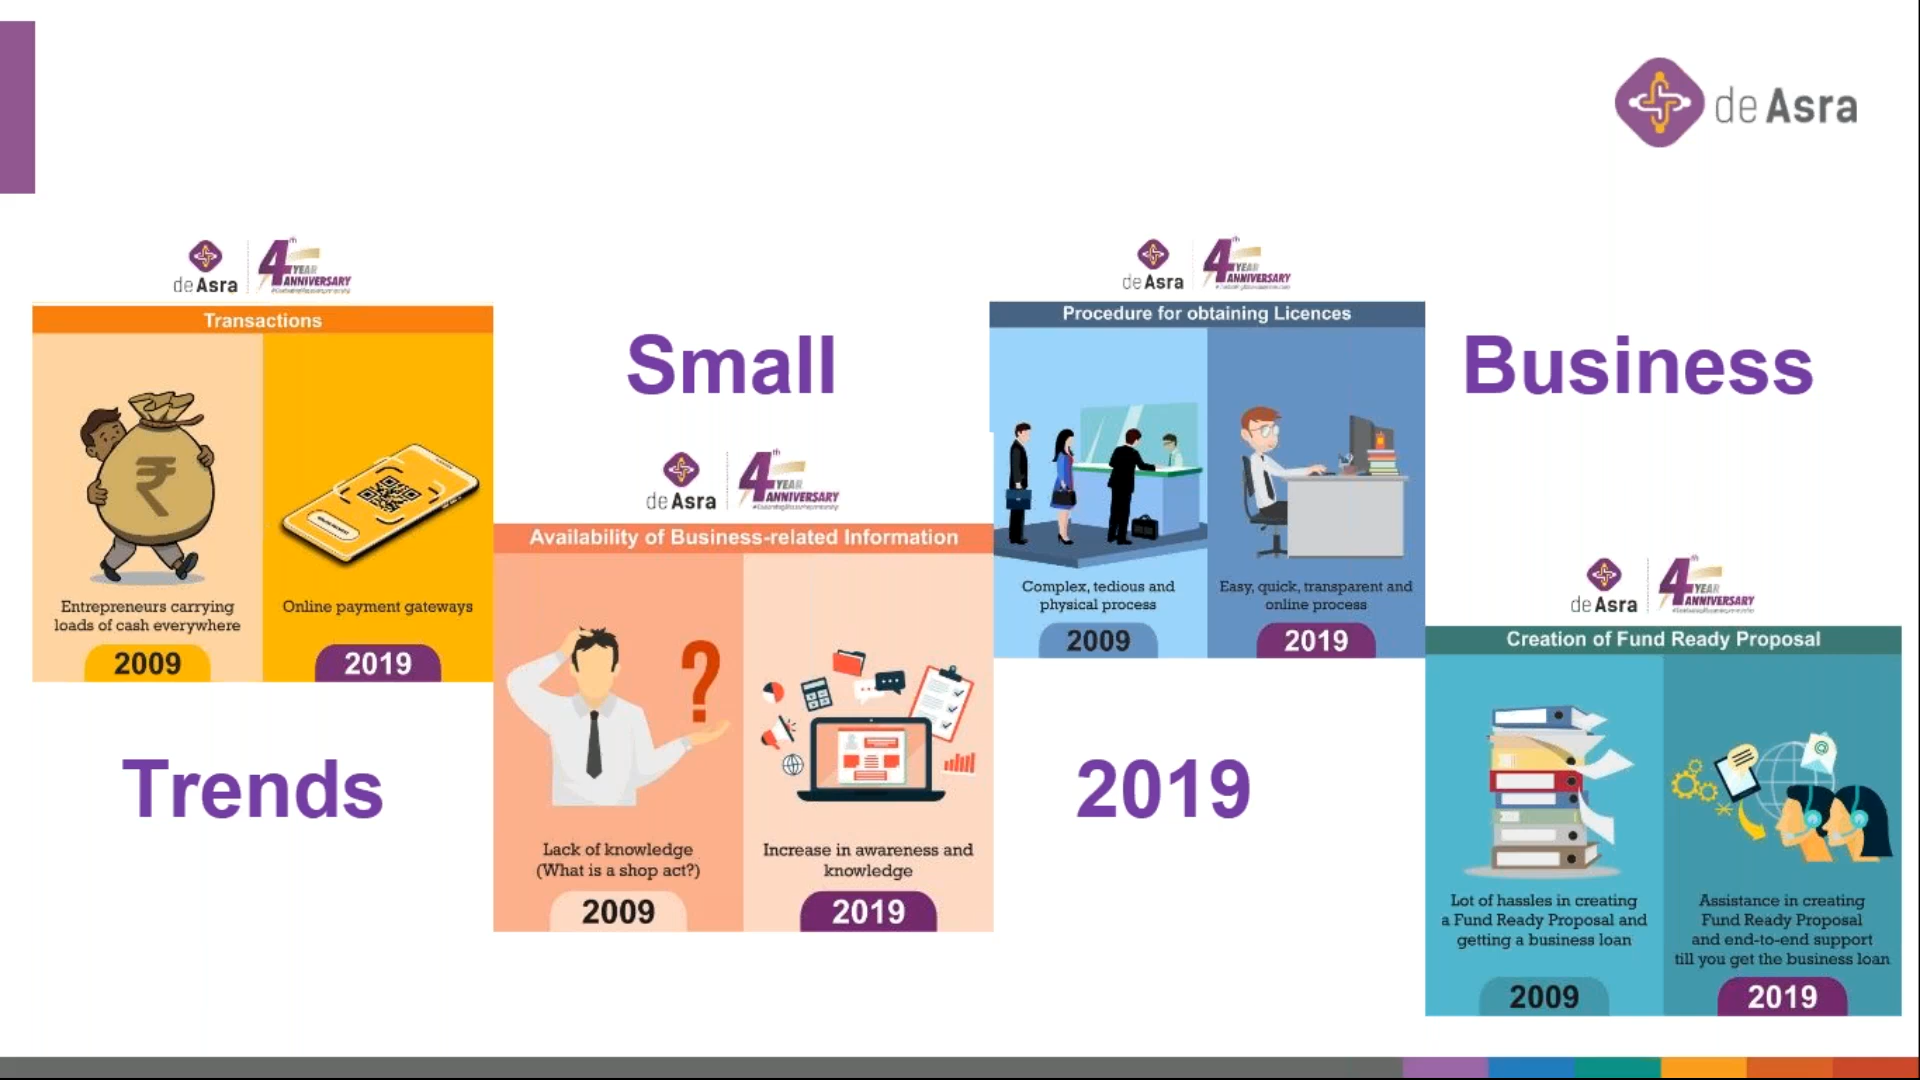 de Asra
de Asra
4th YEAR
ANNIVERSARY
Transactions
Entrepreneurs carrying
loads of cash everywhere
2009
Online payment gateways
2019
Small
de Asra
4th YEAR
ANNIVERSARY
Availability of Business-related Information
Lack of knowledge
(What is a shop act?)
2009
Increase in awareness and
knowledge
2019
de Asra
4th YEAR
ANNIVERSARY
Procedure for obtaining Licences
Complex, tedious and
physical process
2009
Easy, quick, transparent and
online process
2019
Business
de Asra
4th YEAR
ANNIVERSARY
Creation of Fund Ready Proposal
Lot of hassles in creating
a Fund Ready Proposal and
getting a business loan
2009
Assistance in creating
Fund Ready Proposal
and end-to-end support
till you get the business loan
2019
Trends
2019